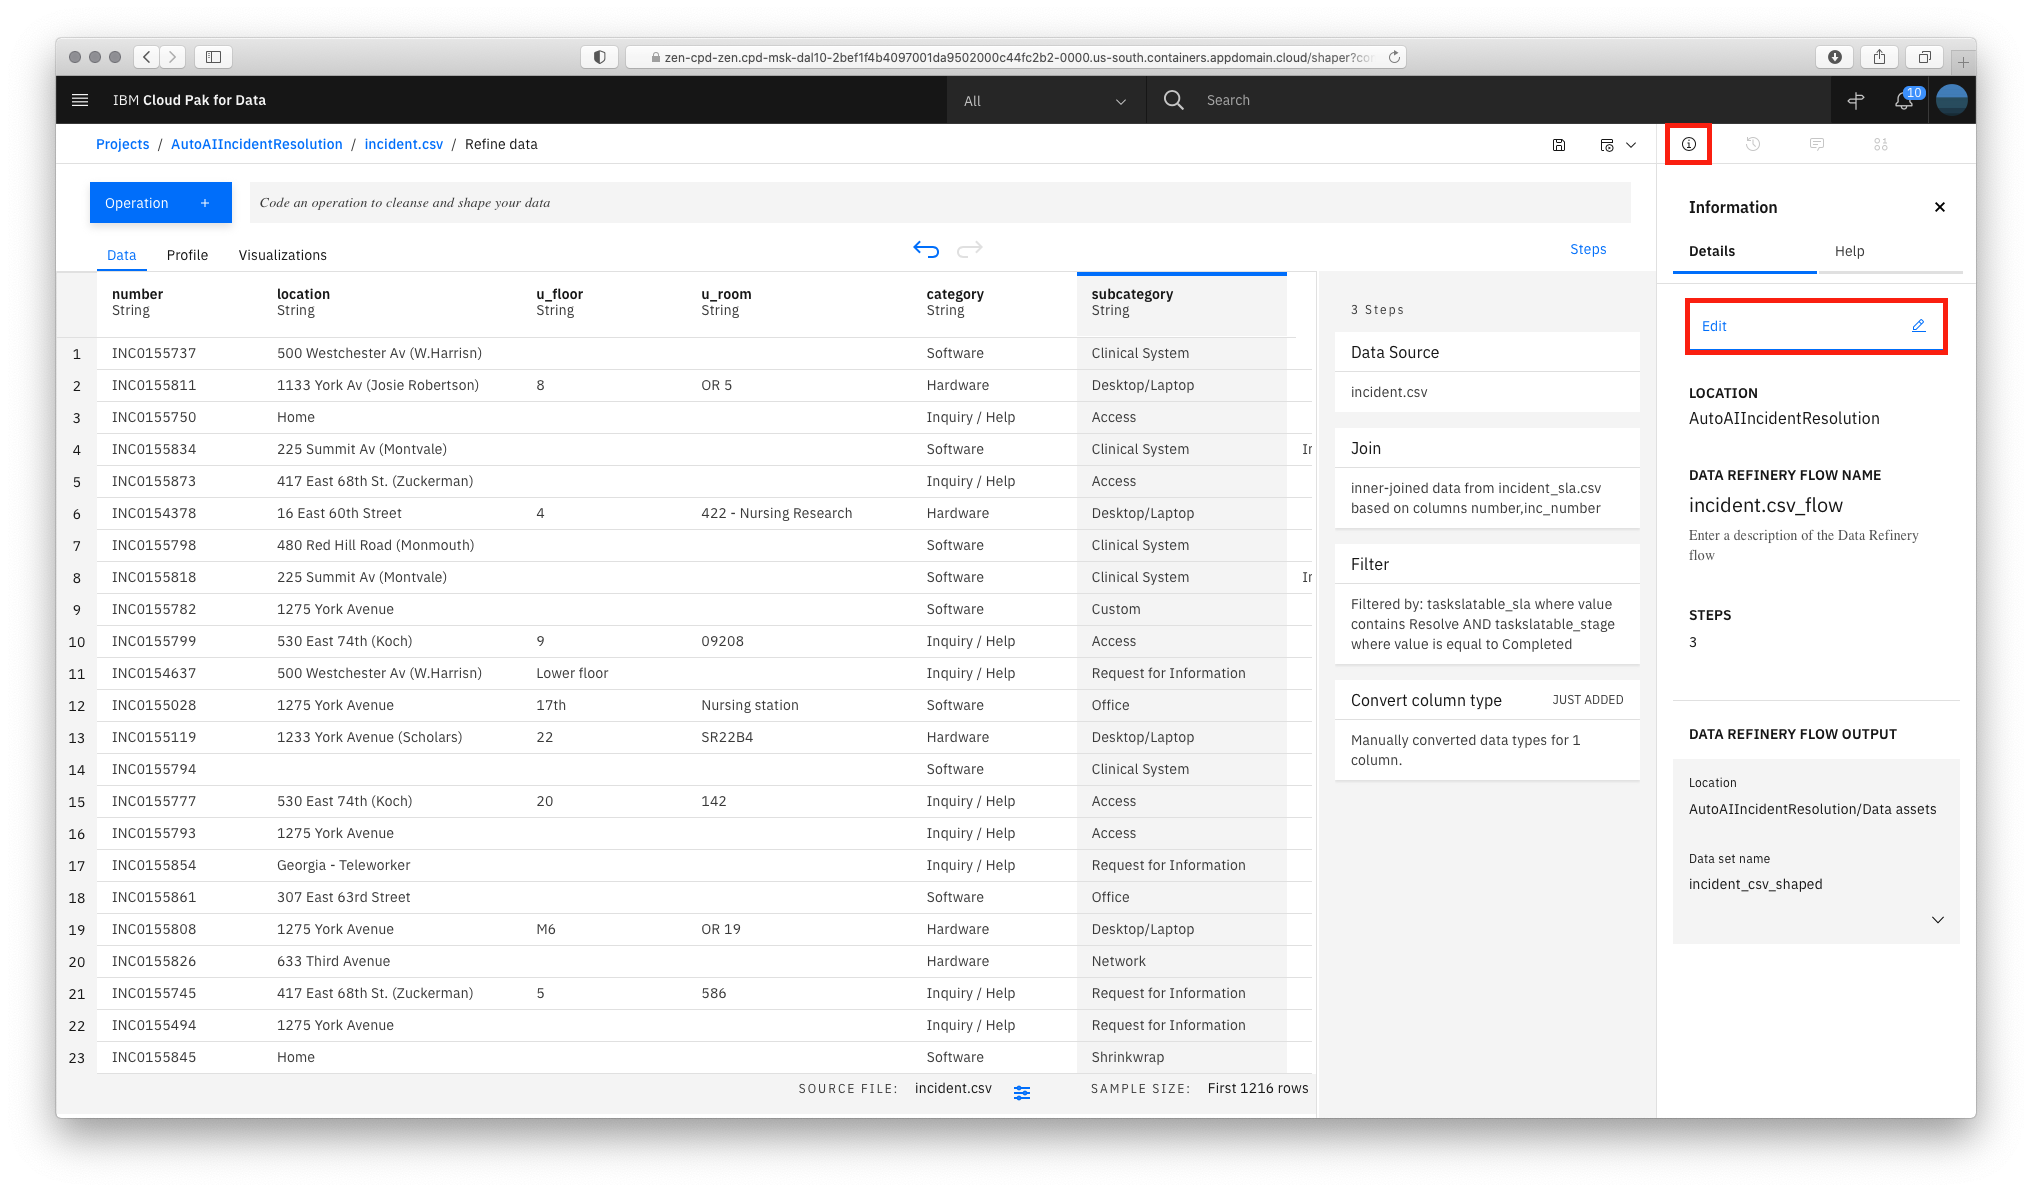 zen-cpd-zen.cpd-msk-dal10-2bef1f4b4097001da9502000c44fc2b2-0000.us-south.containers.appdomain.cloud/shaper?co
IBM Cloud Pak for Data
All
Search
10
Projects / AutoAIIncidentResolution / incident.csv / Refine data
Operation +
Code an operation to cleanse and shape your data
Data Profile Visualizations
Steps
number location u_floor u_room category subcategory
String String String String String String
1 INC0155737 500 Westchester Av (W.Harrisn) Software Clinical System
2 INC0155811 1133 York Av (Josie Robertson) 8 OR 5 Hardware Desktop/Laptop
3 INC0155750 Home Inquiry / Help Access
4 INC0155834 225 Summit Av (Montvale) Software Clinical System
5 INC0155873 417 East 68th St. (Zuckerman) Inquiry / Help Access
6 INC0154378 16 East 60th Street 4 422 - Nursing Research Hardware Desktop/Laptop
7 INC0155798 480 Red Hill Road (Monmouth) Software Clinical System
8 INC0155818 225 Summit Av (Montvale) Software Clinical System
9 INC0155782 1275 York Avenue Software Custom
10 INC0155799 530 East 74th (Koch) 9 09208 Inquiry / Help Access
11 INC0154637 500 Westchester Av (W.Harrisn) Lower floor Inquiry / Help Request for Information
12 INC0155028 1275 York Avenue 17th Nursing station Software Office
13 INC0155119 1233 York Avenue (Scholars) 22 SR22B4 Hardware Desktop/Laptop
14 INC0155794 Software Clinical System
15 INC0155777 530 East 74th (Koch) 20 142 Inquiry / Help Access
16 INC0155793 1275 York Avenue Inquiry / Help Access
17 INC0155854 Georgia - Teleworker Inquiry / Help Request for Information
18 INC0155861 307 East 63rd Street Software Office
19 INC0155808 1275 York Avenue M6 OR 19 Hardware Desktop/Laptop
20 INC0155826 633 Third Avenue Hardware Network
21 INC0155745 417 East 68th St. (Zuckerman) 5 586 Inquiry / Help Request for Information
22 INC0155494 1275 York Avenue Inquiry / Help Request for Information
23 INC0155845 Home Software Shrinkwrap
SOURCE FILE: incident.csv
SAMPLE SIZE: First 1216 rows
3 Steps
Data Source
incident.csv
Join
inner-joined data from incident_sla.csv
based on columns number,inc_number
Filter
Filtered by: taskslatable_sla where value
contains Resolve AND taskslatable_stage
where value is equal to Completed
Convert column type JUST ADDED
Manually converted data types for 1
column.
Information
Details Help
Edit
LOCATION
AutoAIIncidentResolution
DATA REFINERY FLOW NAME
incident.csv_flow
Enter a description of the Data Refinery
flow
STEPS
3
DATA REFINERY FLOW OUTPUT
Location
AutoAIIncidentResolution/Data assets
Data set name
incident_csv_shaped